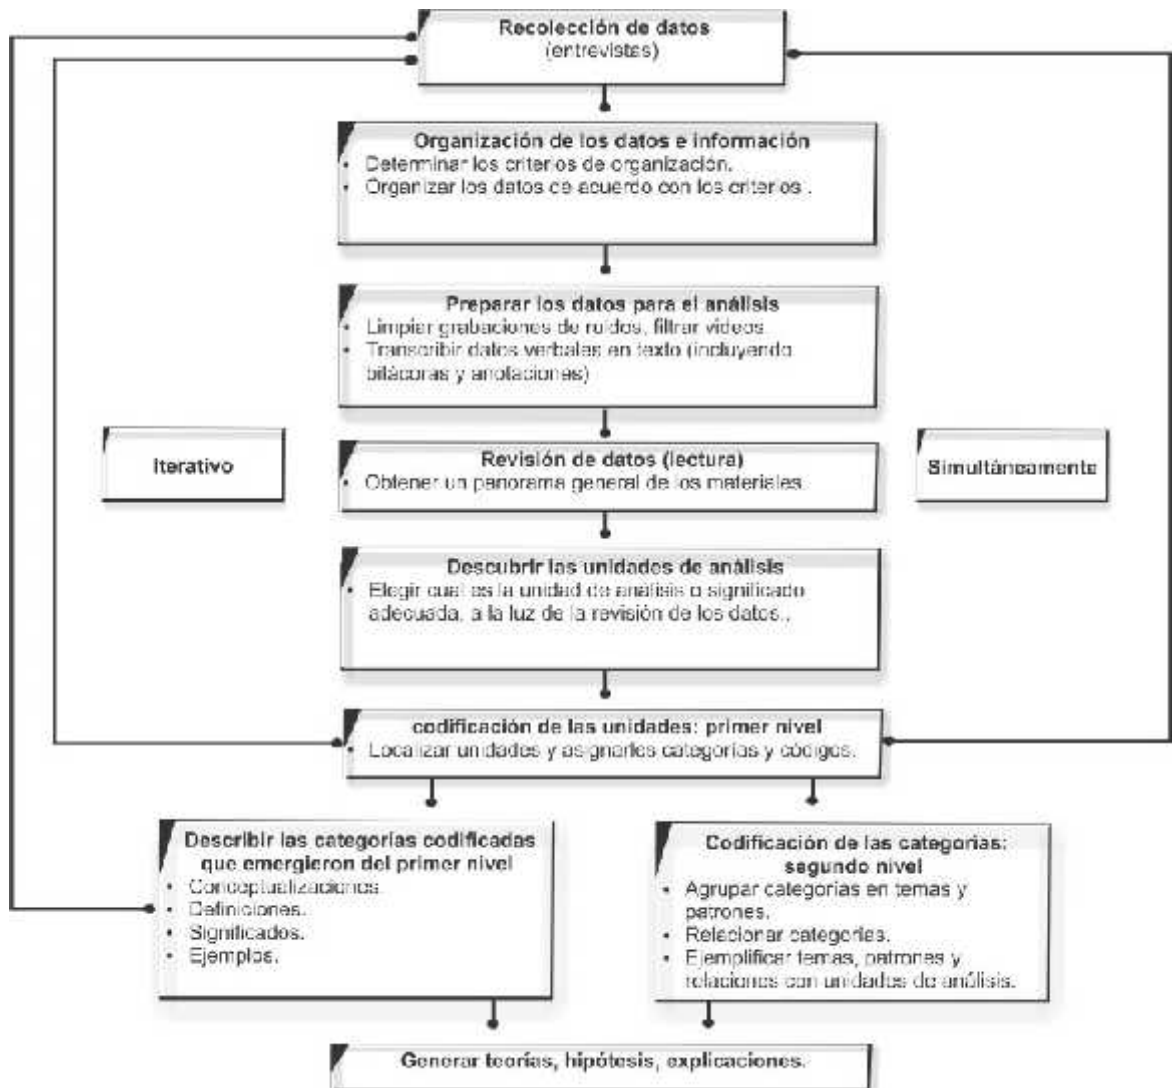 Recolección de datos
(entrevistas)
Organización de los datos e información
• Determinar los criterios de organización.
• Organizar los datos de acuerdo con los criterios .
Preparar los datos para el análisis
• Limpiar grabaciones de ruidos, filtrar videos.
• Transcribir datos verbales en texto (incluyendo
bitácoras y anotaciones)
Iterativo
Revisión de datos (lectura)
• Obtener un panorama general de los materiales.
Simultáneamente
Descubrir las unidades de análisis
• Elegir cual es la unidad de análisis o significado
adecuada, a la luz de la revisión de los datos..
codificación de las unidades: primer nivel
• Localizar unidades y asignarles categorías y códigos.
Describir las categorías codificadas
que emergieron del primer nivel
• Conceptualizaciones.
• Definiciones.
• Significados.
• Ejemplos.
Codificación de las categorías:
segundo nivel
• Agrupar categorías en temas y
patrones.
• Relacionar categorías.
• Ejemplificar temas, patrones y
relaciones con unidades de análisis.
Generar teorías, hipótesis, explicaciones.